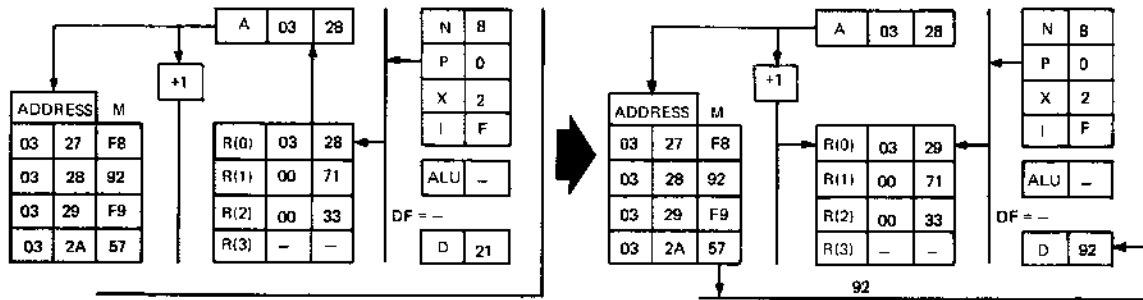 A 03 28
+1
ADDRESS M
03 27 F8
03 28 92
03 29 F9
03 2A 57
R(0) 03 28
R(1) 00 71
R(2) 00 33
R(3) – –
N 8
P 0
X 2
I F
ALU –
DF = –
D 21
A 03 28
+1
ADDRESS M
03 27 F8
03 28 92
03 29 F9
03 2A 57
R(0) 03 29
R(1) 00 71
R(2) 00 33
R(3) – –
N 8
P 0
X 2
I F
ALU –
DF = –
D 92
92